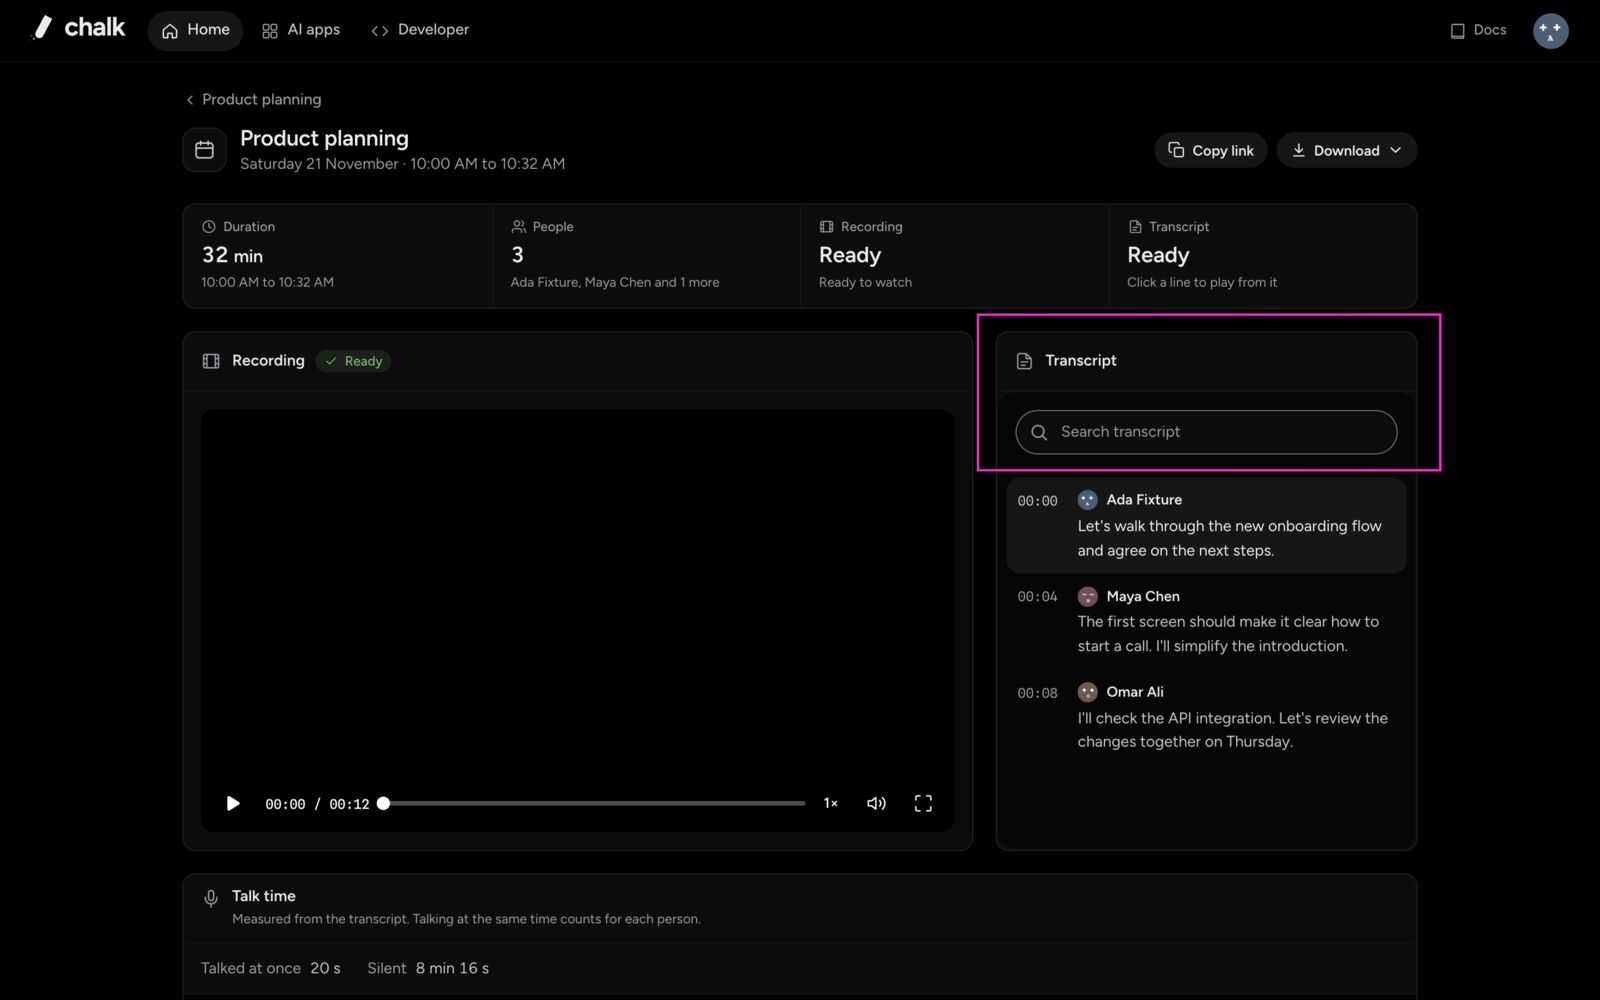 chalk
Home
AI apps
Developer
Docs
Product planning
Product planning
Saturday 21 November · 10:00 AM to 10:32 AM
Copy link
Download
Duration
32 min
10:00 AM to 10:32 AM
People
3
Ada Fixture, Maya Chen and 1 more
Recording
Ready
Ready to watch
Transcript
Ready
Click a line to play from it
Recording
Ready
00:00 / 00:12
1×
Transcript
Search transcript
00:00
Ada Fixture
Let's walk through the new onboarding flow
and agree on the next steps.
00:04
Maya Chen
The first screen should make it clear how to
start a call. I'll simplify the introduction.
00:08
Omar Ali
I'll check the API integration. Let's review the
changes together on Thursday.
Talk time
Measured from the transcript. Talking at the same time counts for each person.
Talked at once 20 s
Silent 8 min 16 s